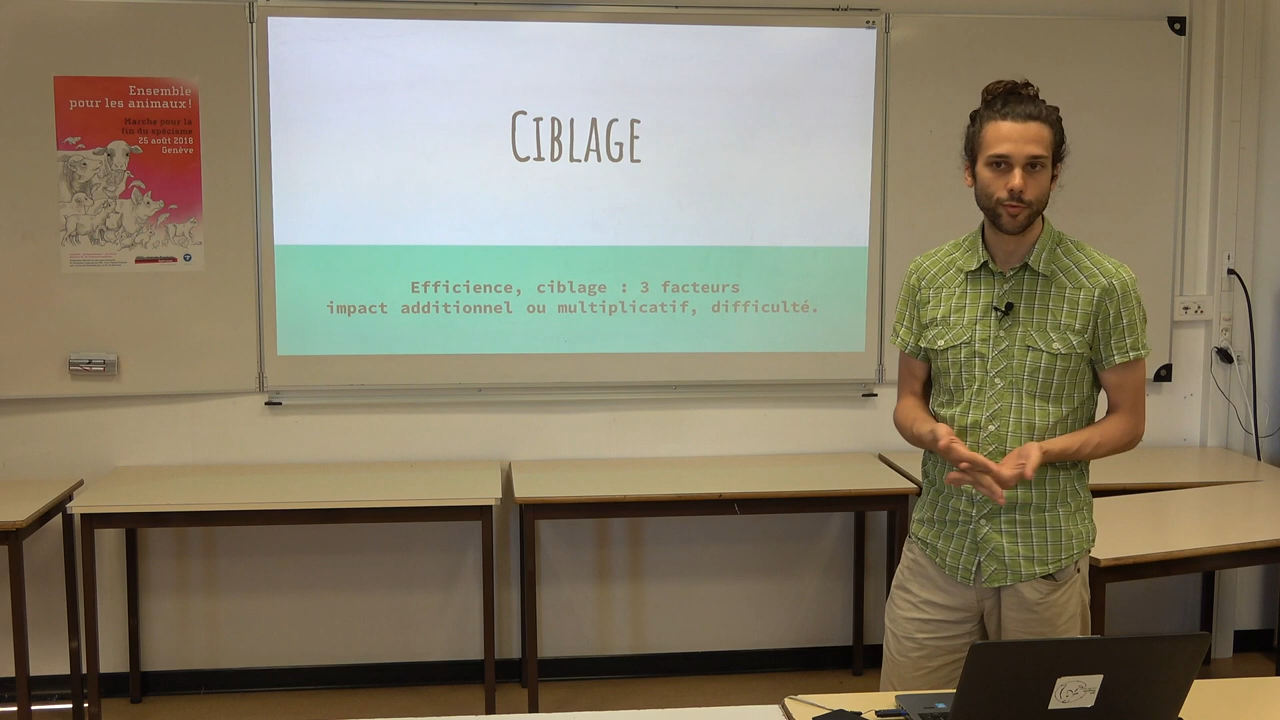 Ensemble
pour les animaux!
Marche pour la
fin du spécisme
25 août 2018
Genève
CIBLAGE
Efficience, ciblage : 3 facteurs
impact additionnel ou multiplicatif, difficulté.